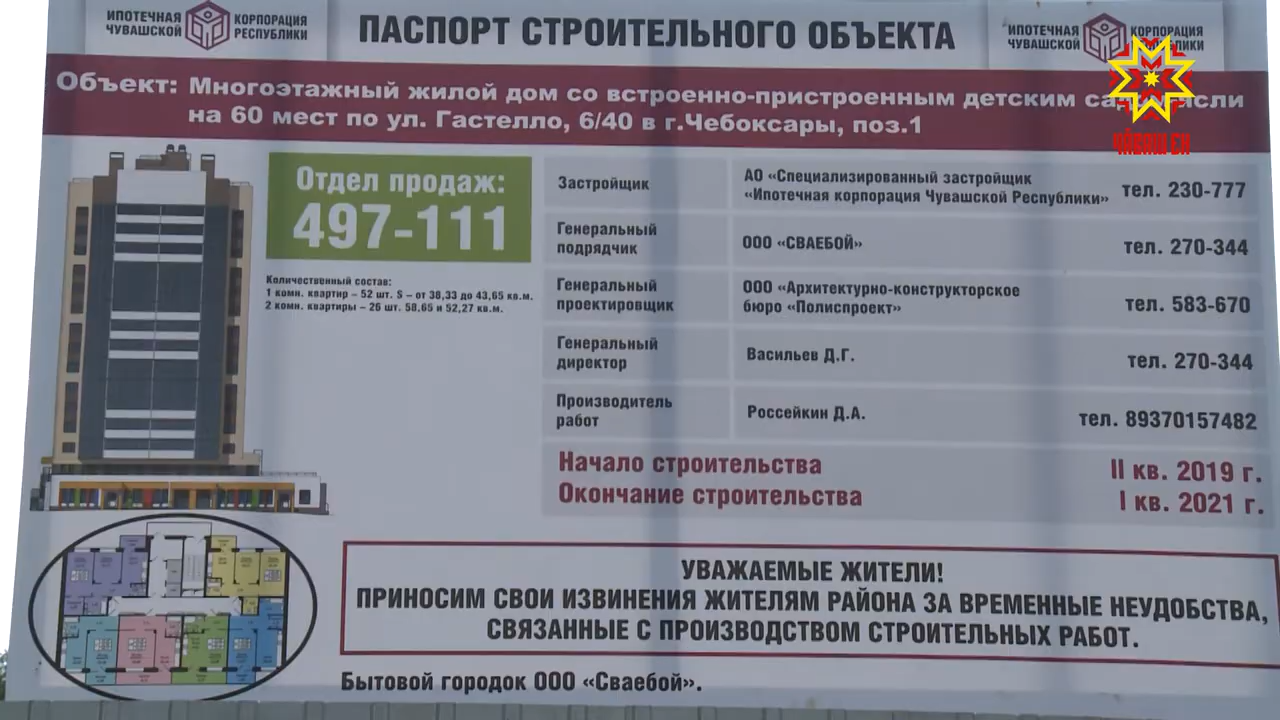 ИПОТЕЧНАЯ КОРПОРАЦИЯ
ЧУВАШСКОЙ РЕСПУБЛИКИ
ПАСПОРТ СТРОИТЕЛЬНОГО ОБЪЕКТА
ИПОТЕЧНАЯ КОРПОРАЦИЯ
ЧУВАШСКОЙ РЕСПУБЛИКИ
Объект: Многоэтажный жилой дом со встроенно-пристроенным детским
на 60 мест по ул. Гастелло, 6/40 в г.Чебоксары, поз.1
ЧӐВАШ ЕН
Отдел продаж:
497-111
Количественный состав:
1 комн. квартир – 52 шт. S – от 38,33 до 43,65 кв.м.
2 комн. квартиры – 26 шт. 58,65 и 52,27 кв.м.
Застройщик
АО «Специализированный застройщик
«Ипотечная корпорация Чувашской Республики»
тел. 230-777
Генеральный
подрядчик
ООО «СВАЕБОЙ»
тел. 270-344
Генеральный
проектировщик
ООО «Архитектурно-конструкторское
бюро «Полиспроект»
тел. 583-670
Генеральный
директор
Васильев Д.Г.
тел. 270-344
Производитель
работ
Россейкин Д.А.
тел. 89370157482
Начало строительства II кв. 2019 г.
Окончание строительства I кв. 2021 г.
УВАЖАЕМЫЕ ЖИТЕЛИ!
ПРИНОСИМ СВОИ ИЗВИНЕНИЯ ЖИТЕЛЯМ РАЙОНА ЗА ВРЕМЕННЫЕ НЕУДОБСТВА,
СВЯЗАННЫЕ С ПРОИЗВОДСТВОМ СТРОИТЕЛЬНЫХ РАБОТ.
Бытовой городок ООО «Сваебой».